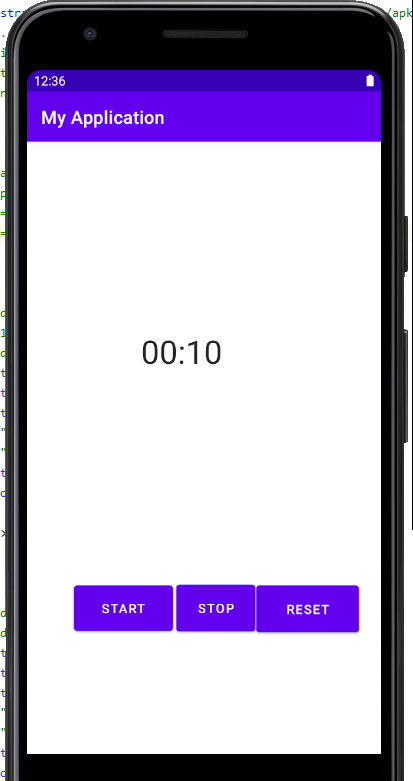 12:36
My Application
00:10
START STOP RESET